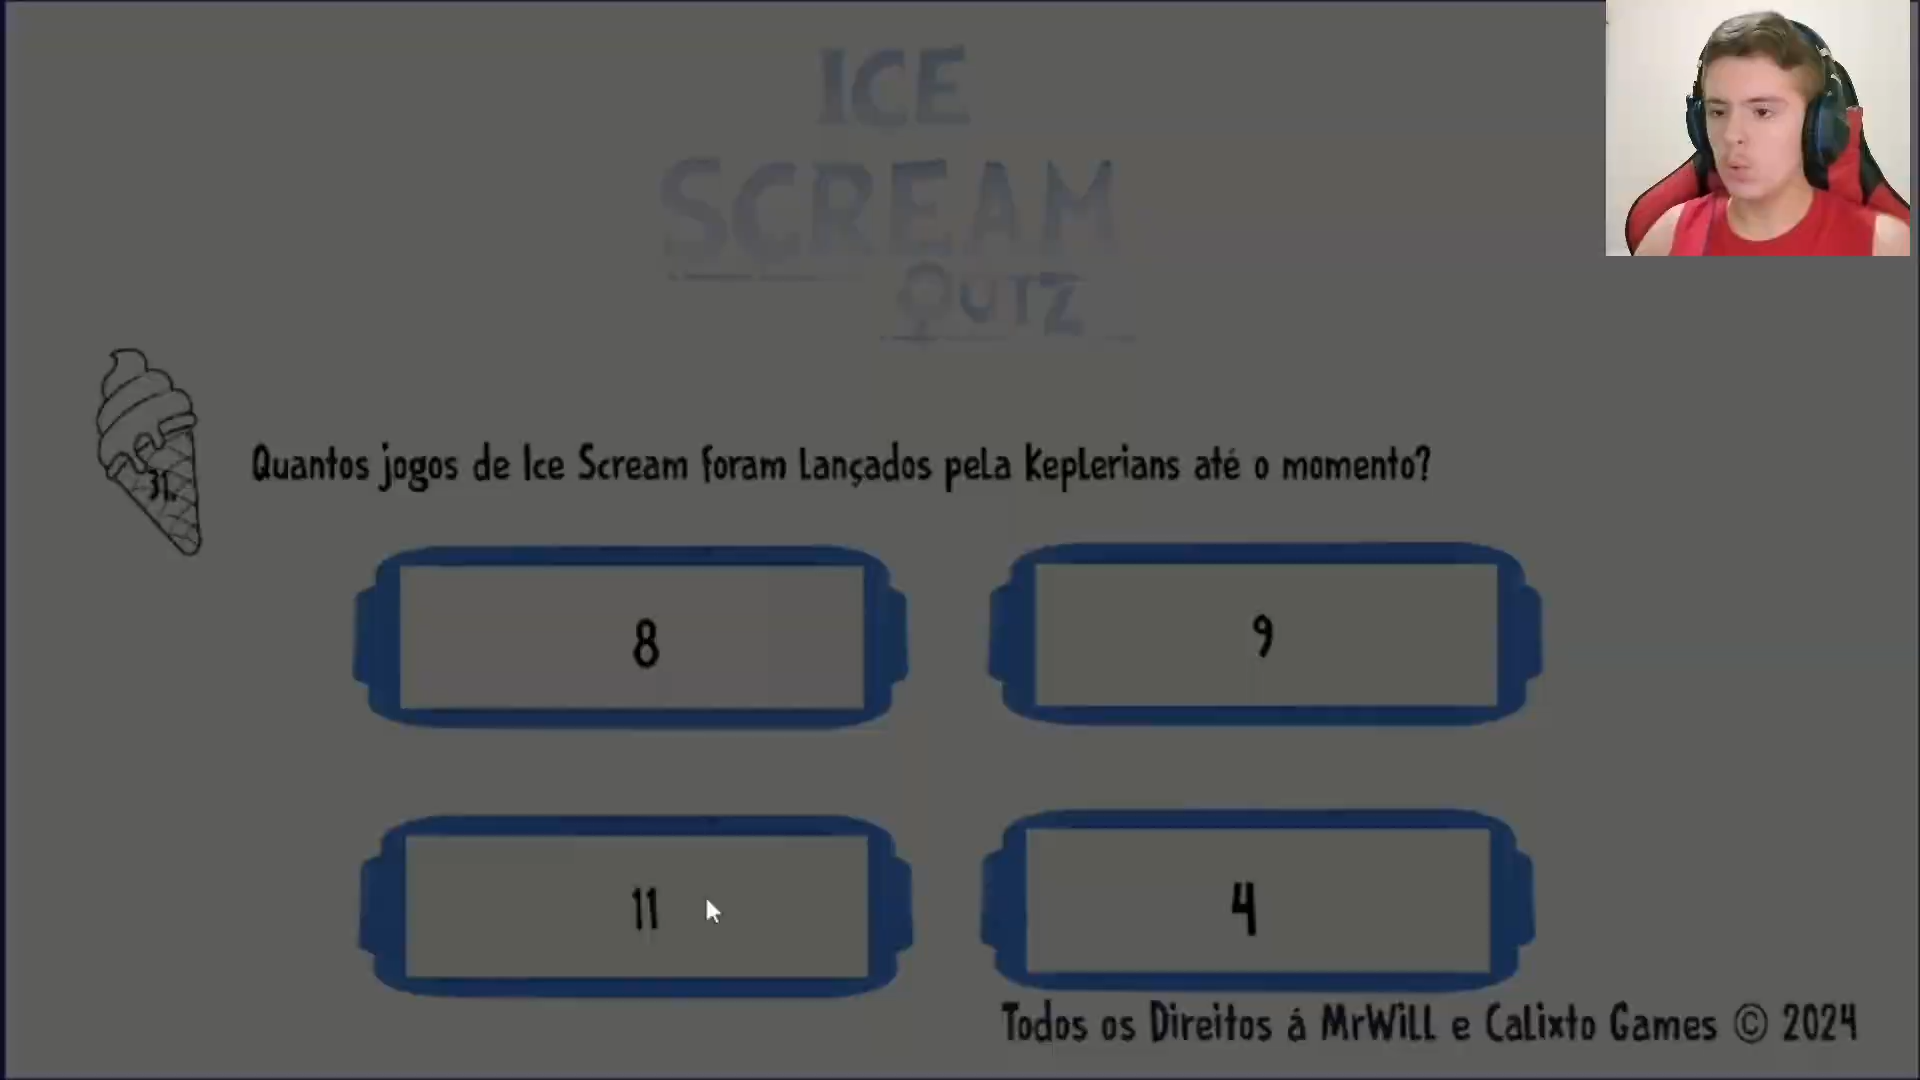 ICE
SCREAM
QUIZ
31.
Quantos jogos de Ice Scream foram lançados pela Keplerians até o momento?
8
9
11
4
Todos os Direitos á MrWill e Calixto Games © 2024